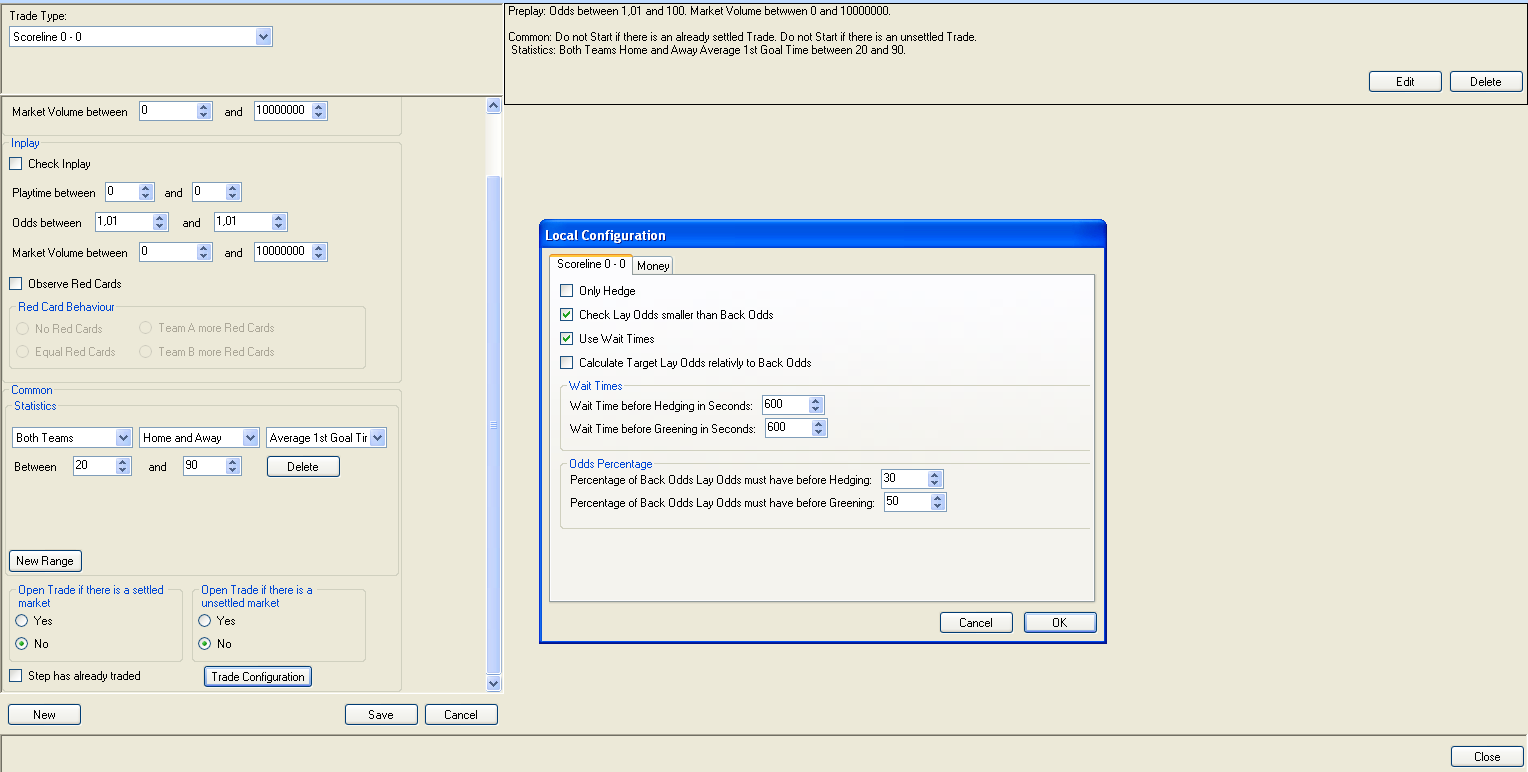 Trade Type:
Scoreline 0 - 0
Preplay: Odds between 1,01 and 100. Market Volume betwwen 0 and 10000000.
Common: Do not Start if there is an already settled Trade. Do not Start if there is an unsettled Trade.
Statistics: Both Teams Home and Away Average 1st Goal Time between 20 and 90.
Edit
Delete
Market Volume between 0 and 10000000
Inplay
Check Inplay
Playtime between 0 and 0
Odds between 1,01 and 1,01
Market Volume between 0 and 10000000
Observe Red Cards
Red Card Behaviour
No Red Cards Team A more Red Cards
Equal Red Cards Team B more Red Cards
Common
Statistics
Both Teams Home and Away Average 1st Goal Tir
Between 20 and 90 Delete
New Range
Open Trade if there is a settled
market
Yes
No
Open Trade if there is a
unsettled market
Yes
No
Step has already traded
Trade Configuration
New
Save
Cancel
Local Configuration
Scoreline 0 - 0 Money
Only Hedge
Check Lay Odds smaller than Back Odds
Use Wait Times
Calculate Target Lay Odds relativly to Back Odds
Wait Times
Wait Time before Hedging in Seconds: 600
Wait Time before Greening in Seconds: 600
Odds Percentage
Percentage of Back Odds Lay Odds must have before Hedging: 30
Percentage of Back Odds Lay Odds must have before Greening: 50
Cancel
OK
Close